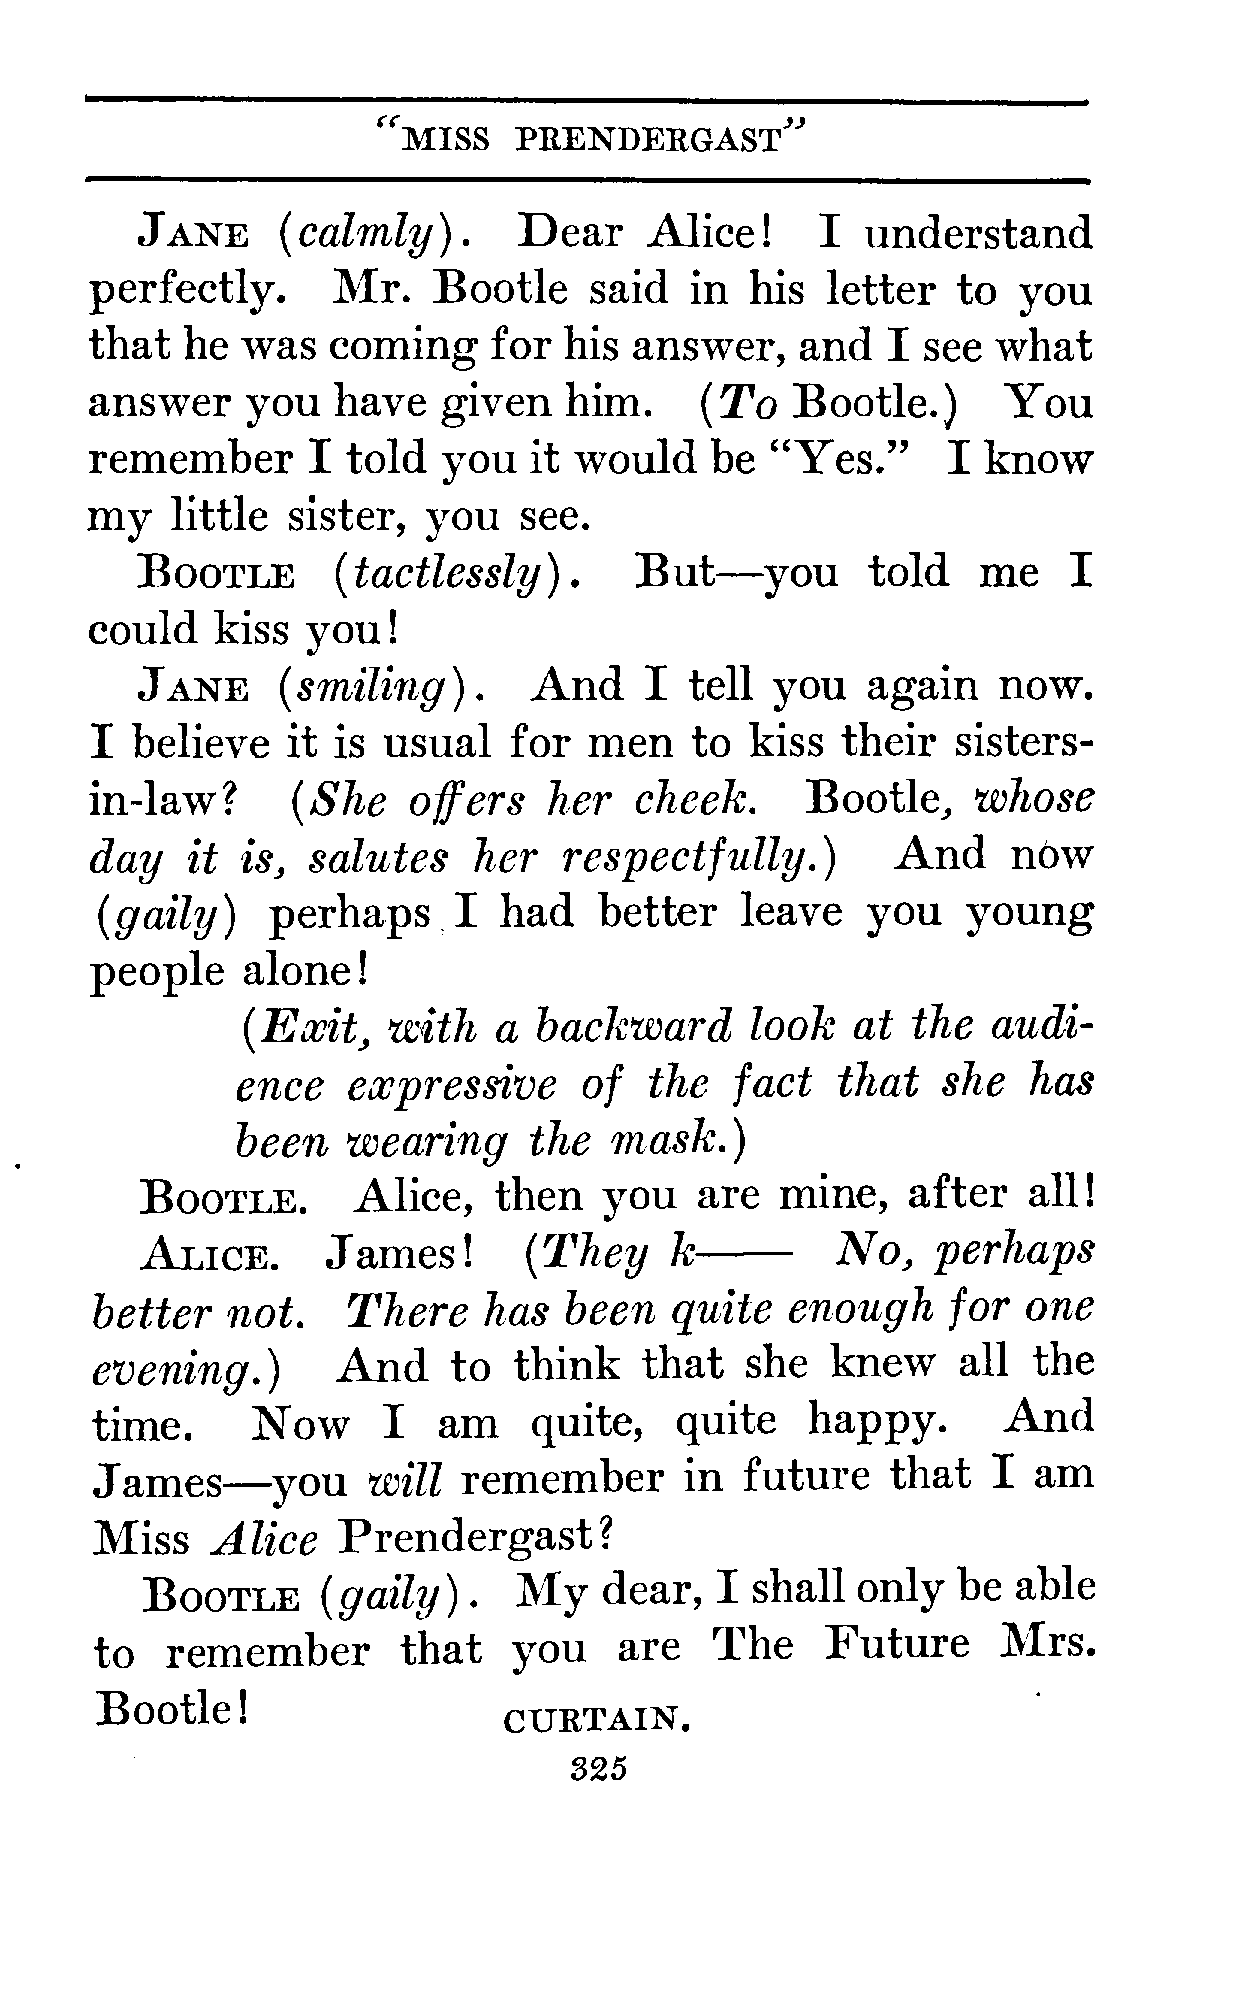 "MISS PRENDERGAST"
JANE (calmly). Dear Alice! I understand
perfectly. Mr. Bootle said in his letter to you
that he was coming for his answer, and I see what
answer you have given him. (To Bootle.) You
remember I told you it would be "Yes." I know
my little sister, you see.
BOOTLE (tactlessly). But—you told me I
could kiss you!
JANE (smiling). And I tell you again now.
I believe it is usual for men to kiss their sisters-
in-law? (She offers her cheek. Bootle, whose
day it is, salutes her respectfully.) And now
(gaily) perhaps I had better leave you young
people alone!
(Exit, with a backward look at the audi-
ence expressive of the fact that she has
been wearing the mask.)
BOOTLE. Alice, then you are mine, after all!
ALICE. James! (They k—— No, perhaps
better not. There has been quite enough for one
evening.) And to think that she knew all the
time. Now I am quite, quite happy. And
James—you will remember in future that I am
Miss Alice Prendergast?
BOOTLE (gaily). My dear, I shall only be able
to remember that you are The Future Mrs.
Bootle!
CURTAIN.
325